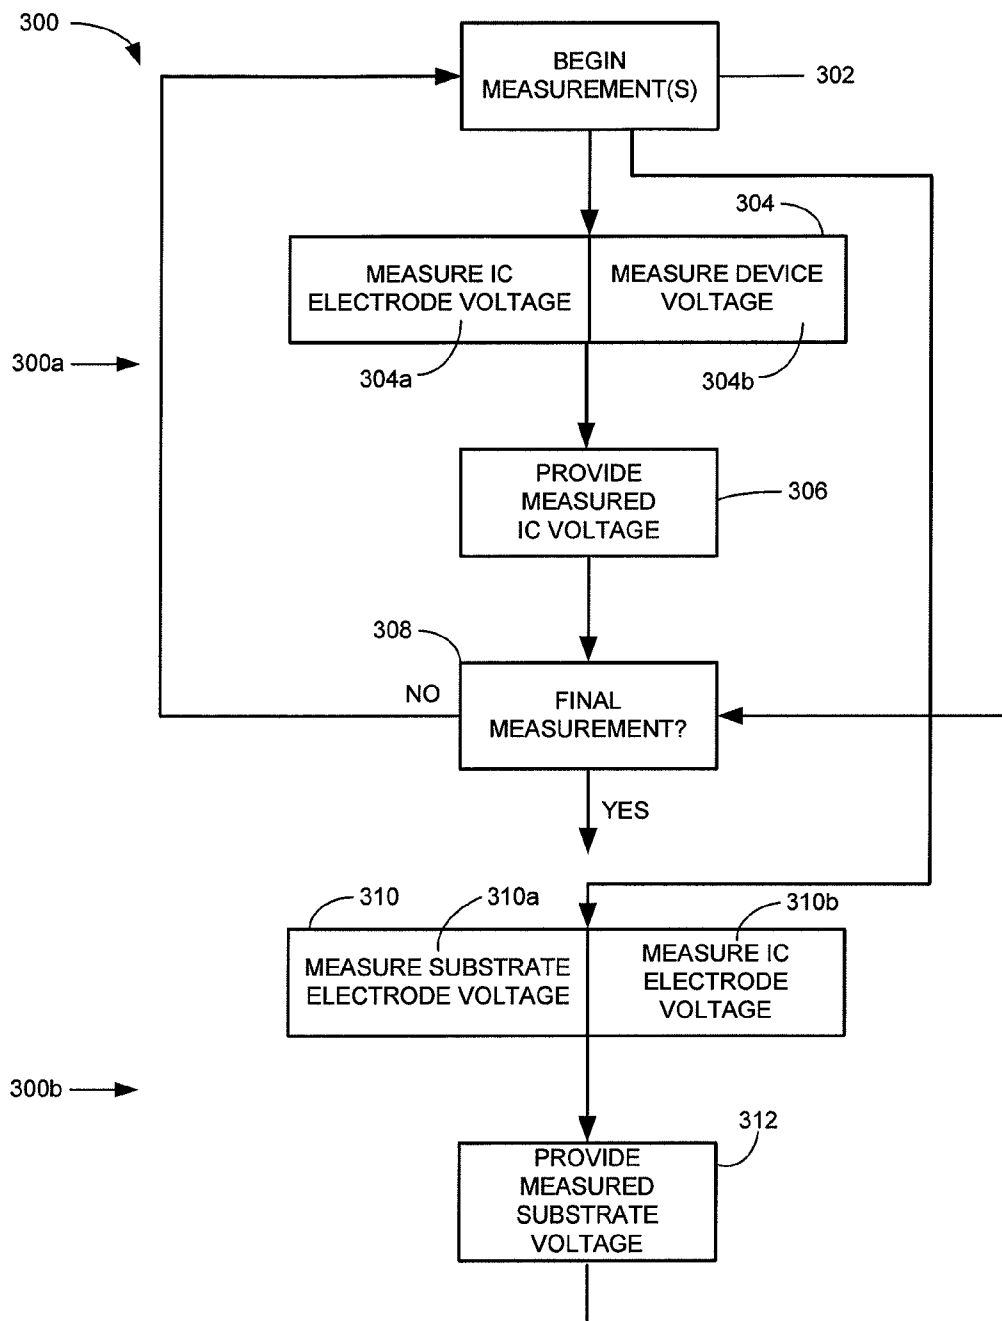 300
BEGIN
MEASUREMENT(S)
302
304
MEASURE IC
ELECTRODE VOLTAGE
MEASURE DEVICE
VOLTAGE
300a
304a
304b
PROVIDE
MEASURED
IC VOLTAGE
306
308
NO
FINAL
MEASUREMENT?
YES
310
310a
310b
MEASURE SUBSTRATE
ELECTRODE VOLTAGE
MEASURE IC
ELECTRODE
VOLTAGE
300b
312
PROVIDE
MEASURED
SUBSTRATE
VOLTAGE